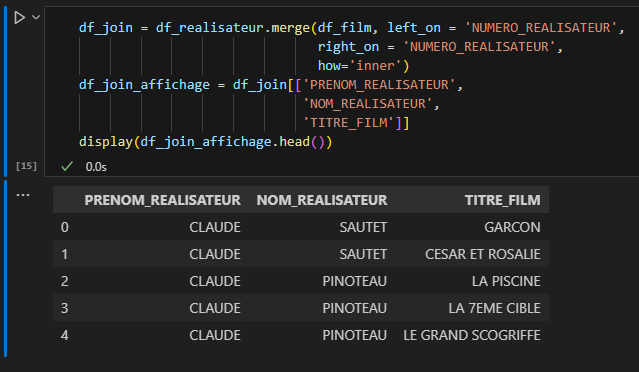 df_join = df_realisateur.merge(df_film, left_on = 'NUMERO_REALISATEUR',
right_on = 'NUMERO_REALISATEUR',
how='inner')
df_join_affichage = df_join[['PRENOM_REALISATEUR',
'NOM_REALISATEUR',
'TITRE_FILM']]
display(df_join_affichage.head())
[15] ✓ 0.0s
...
PRENOM_REALISATEUR NOM_REALISATEUR TITRE_FILM
0 CLAUDE SAUTET GARCON
1 CLAUDE SAUTET CESAR ET ROSALIE
2 CLAUDE PINOTEAU LA PISCINE
3 CLAUDE PINOTEAU LA 7EME CIBLE
4 CLAUDE PINOTEAU LE GRAND SCOGRIFFE